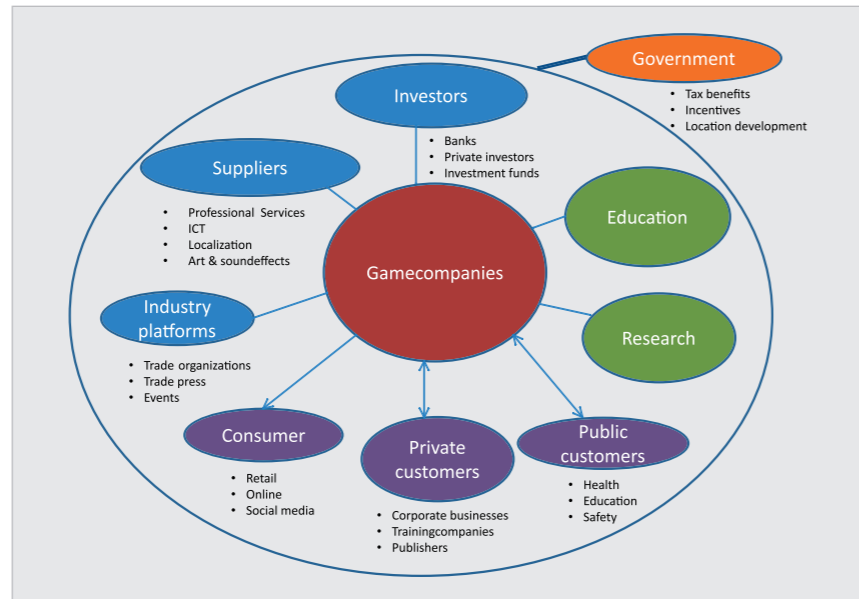 Government
• Tax benefits
• Incentives
• Location development
Investors
• Banks
• Private investors
• Investment funds
Suppliers
• Professional Services
• ICT
• Localization
• Art & soundeffects
Education
Gamecompanies
Industry
platforms
• Trade organizations
• Trade press
• Events
Research
Consumer
• Retail
• Online
• Social media
Private
customers
• Corporate businesses
• Trainingcompanies
• Publishers
Public
customers
• Health
• Education
• Safety